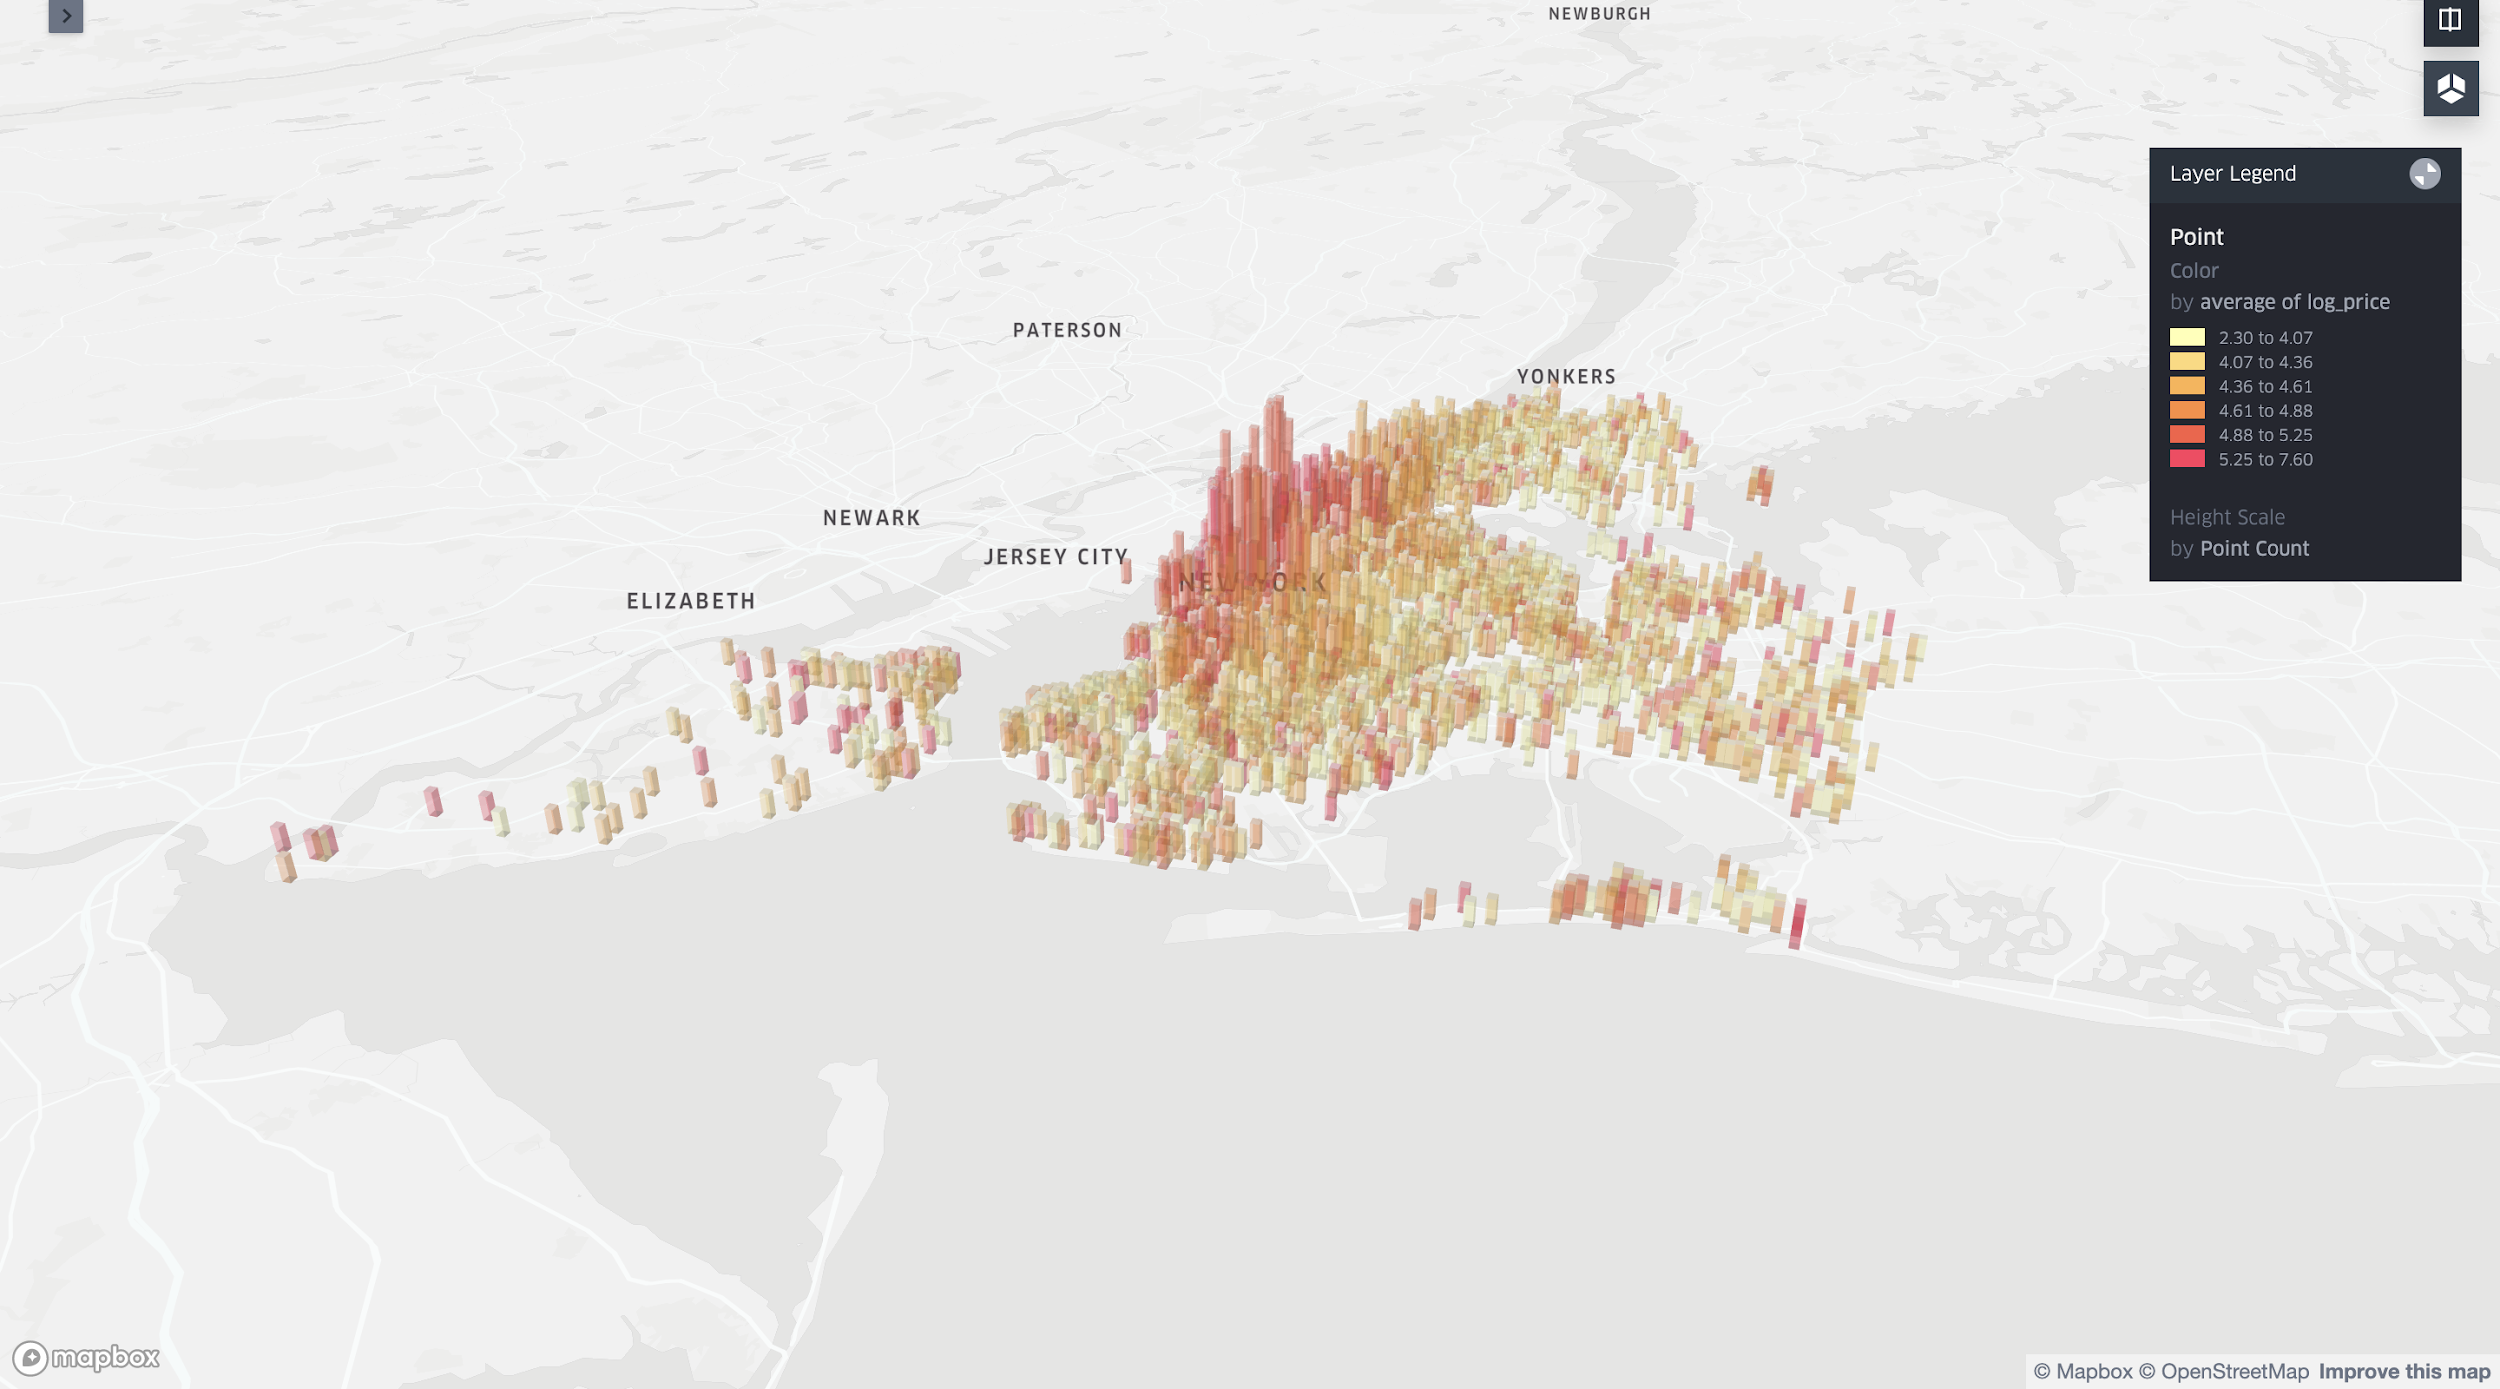 NEWBURGH
PATERSON
YONKERS
NEWARK
JERSEY CITY
NEW YORK
ELIZABETH
Layer Legend
Point
Color
by average of log_price
2.30 to 4.07
4.07 to 4.36
4.36 to 4.61
4.61 to 4.88
4.88 to 5.25
5.25 to 7.60
Height Scale
by Point Count
mapbox
© Mapbox © OpenStreetMap Improve this map